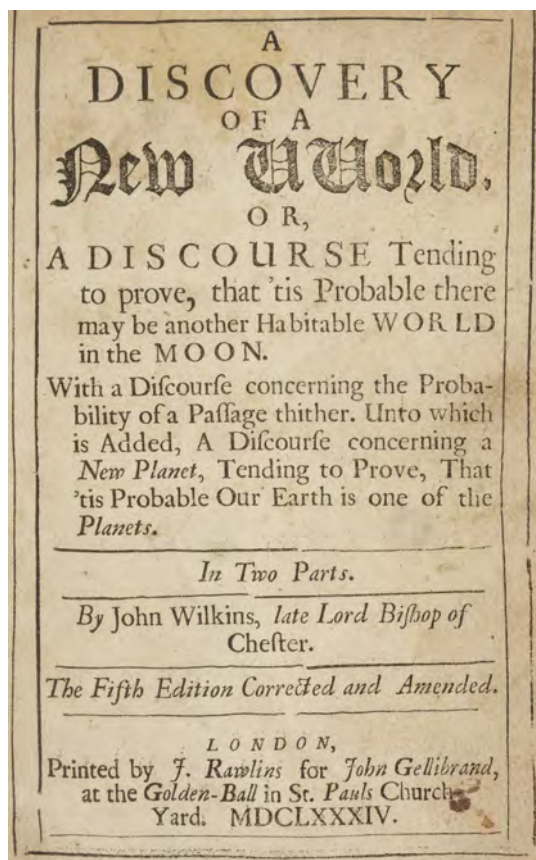 A
DISCOVERY
OF A
New UUorld,
OR,
A DISCOURSE Tending
to prove, that 'tis Probable there
may be another Habitable WORLD
in the MOON.
With a Diſcourſe concerning the Proba-
bility of a Paſſage thither. Unto which
is Added, A Diſcourſe concerning a
New Planet, Tending to Prove, That
'tis Probable Our Earth is one of the
Planets.
In Two Parts.
By John Wilkins, late Lord Biſhop of
Cheſter.
The Fifth Edition Corrected and Amended.
LONDON,
Printed by J. Rawlins for John Gellibrand,
at the Golden-Ball in St. Pauls Church-
Yard. MDCLXXXIV.